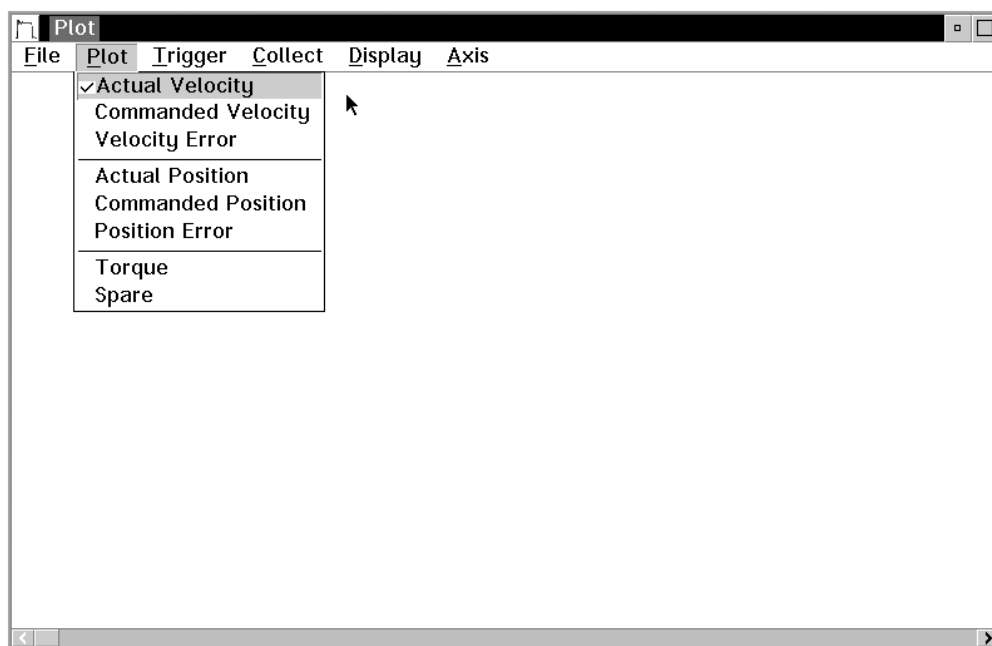 Plot
File Plot Trigger Collect Display Axis
Actual Velocity
Commanded Velocity
Velocity Error
Actual Position
Commanded Position
Position Error
Torque
Spare